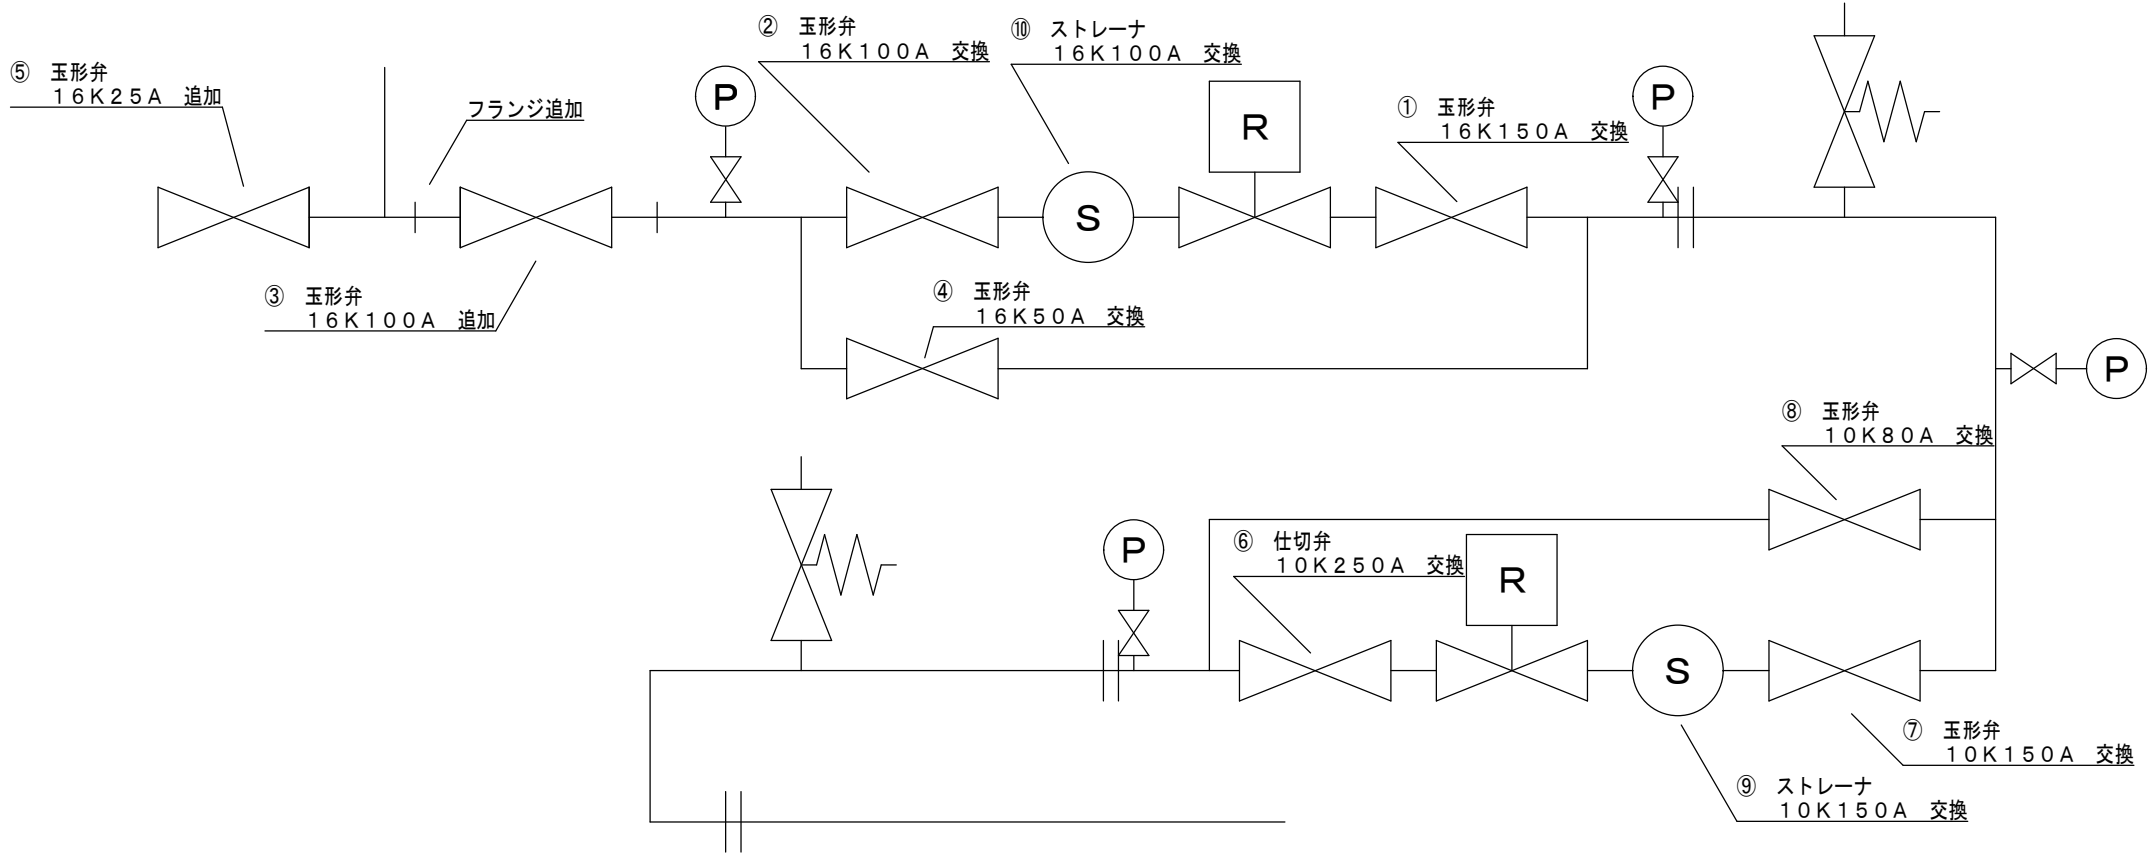 ② 玉形弁
16K100A 交換
⑩ ストレーナ
16K100A 交換
⑤ 玉形弁
16K25A 追加
フランジ追加
P
R
① 玉形弁
16K150A 交換
P
S
③ 玉形弁
16K100A 追加
④ 玉形弁
16K50A 交換
P
⑧ 玉形弁
10K80A 交換
P
⑥ 仕切弁
10K250A 交換
R
S
⑦ 玉形弁
10K150A 交換
⑨ ストレーナ
10K150A 交換